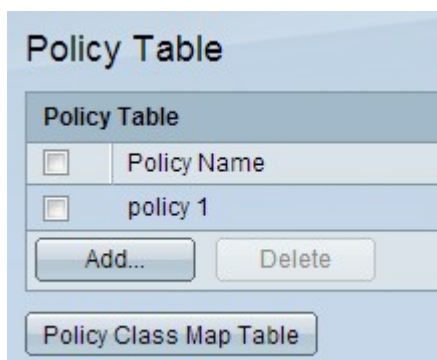 Policy Table
Policy Table
Policy Name
policy 1
Add... Delete
Policy Class Map Table